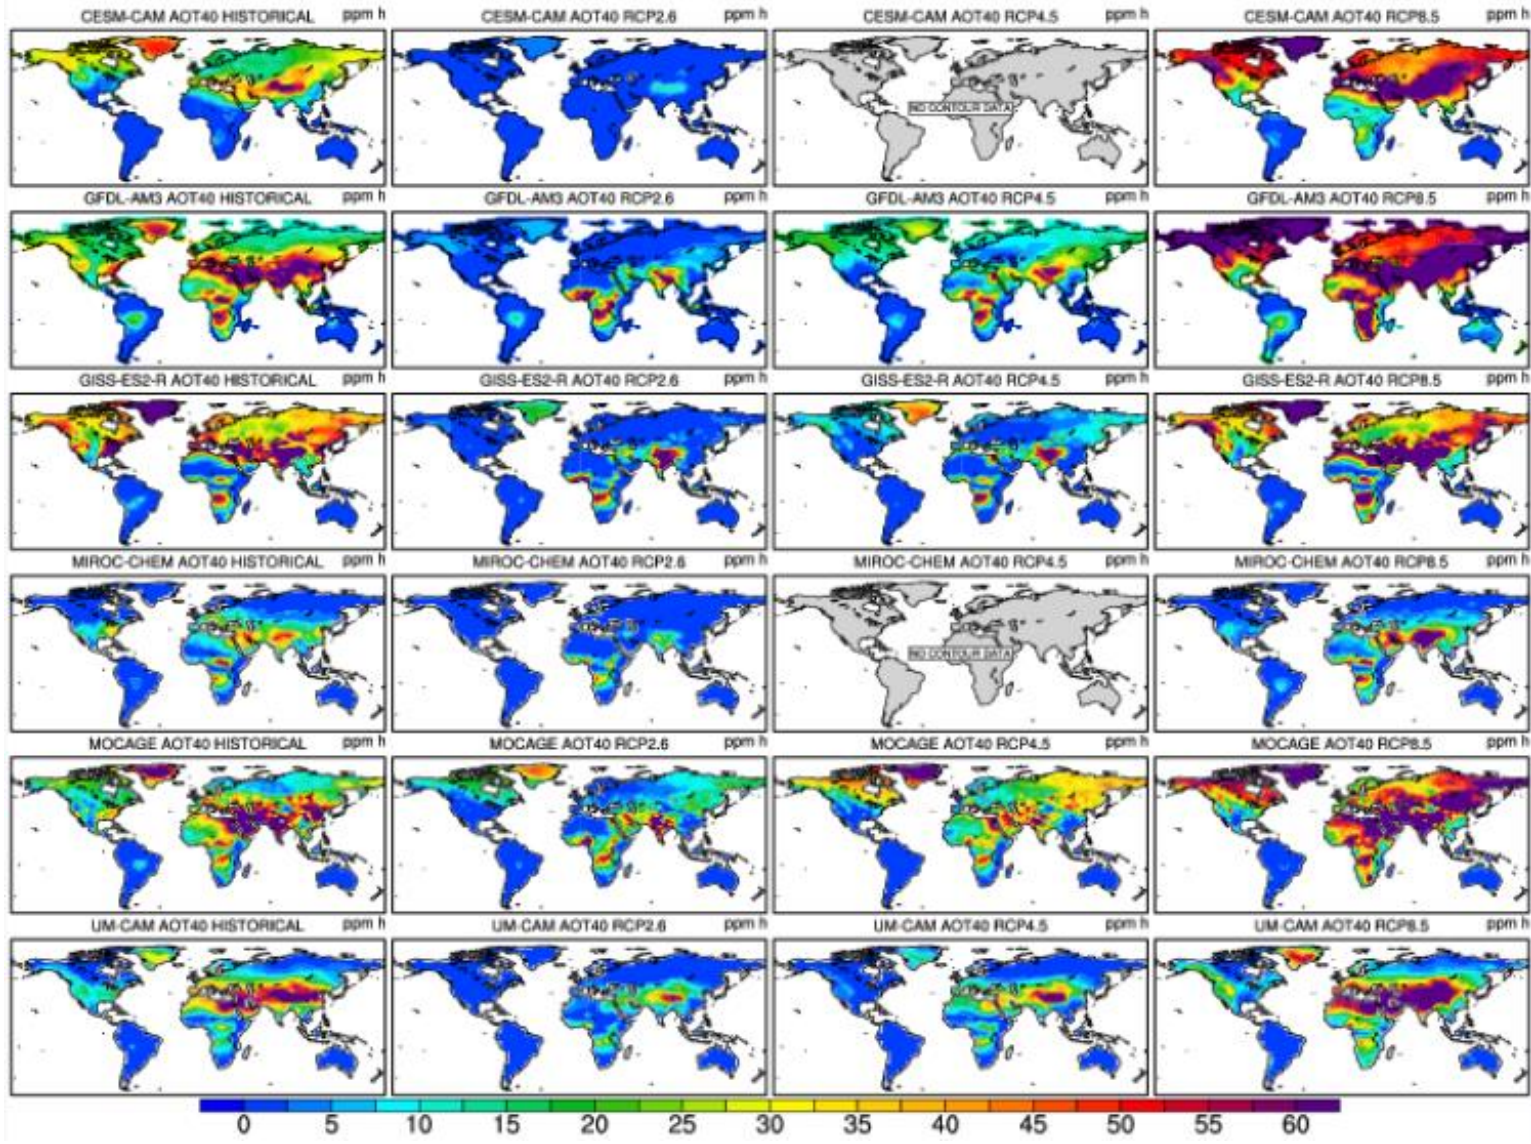 CESM-CAM AOT40 HISTORICAL ppm h CESM-CAM AOT40 RCP2.6 ppm h CESM-CAM AOT40 RCP4.5 ppm h CESM-CAM AOT40 RCP8.5 ppm h
NO CONTOUR DATA
GFDL-AM3 AOT40 HISTORICAL ppm h GFDL-AM3 AOT40 RCP2.6 ppm h GFDL-AM3 AOT40 RCP4.5 ppm h GFDL-AM3 AOT40 RCP8.5 ppm h
GISS-ES2-R AOT40 HISTORICAL ppm h GISS-ES2-R AOT40 RCP2.6 ppm h GISS-ES2-R AOT40 RCP4.5 ppm h GISS-ES2-R AOT40 RCP8.5 ppm h
MIROC-CHEM AOT40 HISTORICAL ppm h MIROC-CHEM AOT40 RCP2.6 ppm h MIROC-CHEM AOT40 RCP4.5 ppm h MIROC-CHEM AOT40 RCP8.5 ppm h
NO CONTOUR DATA
MOCAGE AOT40 HISTORICAL ppm h MOCAGE AOT40 RCP2.6 ppm h MOCAGE AOT40 RCP4.5 ppm h MOCAGE AOT40 RCP8.5 ppm h
UM-CAM AOT40 HISTORICAL ppm h UM-CAM AOT40 RCP2.6 ppm h UM-CAM AOT40 RCP4.5 ppm h UM-CAM AOT40 RCP8.5 ppm h
0 5 10 15 20 25 30 35 40 45 50 55 60